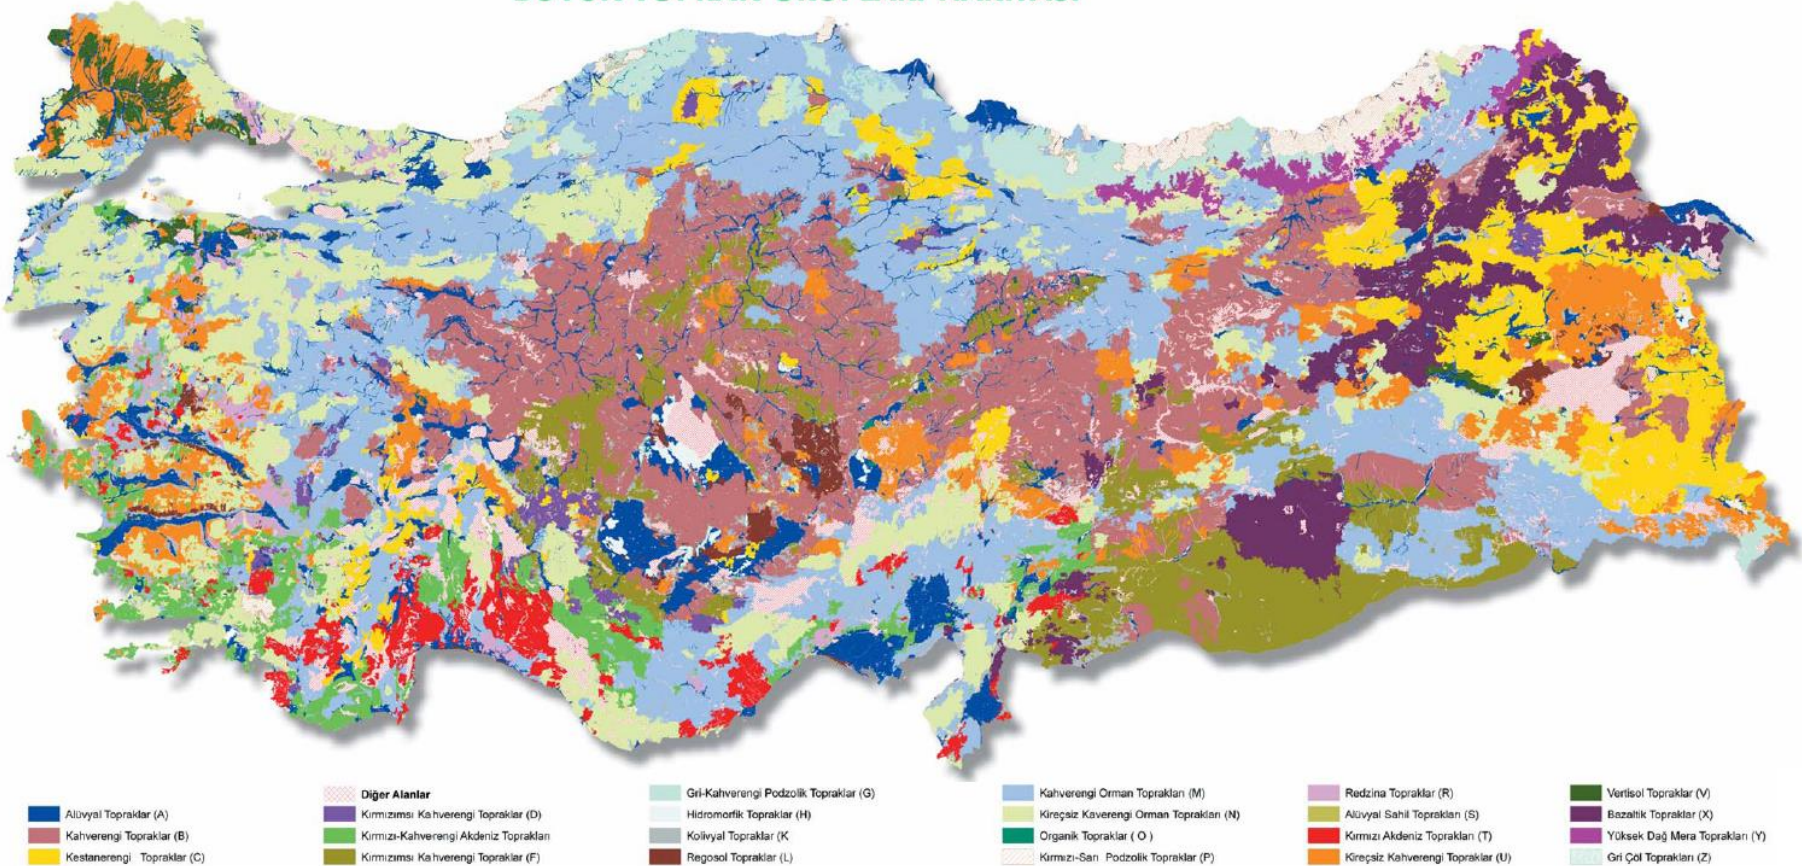 Diğer Alanlar
Alüvyal Topraklar (A)
Kahverengi Topraklar (B)
Kestanerengi Topraklar (C)
Kırmızımsı Kahverengi Topraklar (D)
Kırmızı-Kahverengi Akdeniz Toprakları
Kırmızımsı Kahverengi Topraklar (F)
Gri-Kahverengi Podzolik Topraklar (G)
Hidromorfik Topraklar (H)
Kolivyal Topraklar (K
Regosol Topraklar (L)
Kahverengi Orman Toprakları (M)
Kireçsiz Kaverengi Orman Toprakları (N)
Organik Topraklar ( O )
Kırmızı-Sarı Podzolik Topraklar (P)
Redzina Topraklar (R)
Alüvyal Sahil Toprakları (S)
Kırmızı Akdeniz Toprakları (T)
Kireçsiz Kahverengi Topraklar (U)
Vertisol Topraklar (V)
Bazaltik Topraklar (X)
Yüksek Dağ Mera Toprakları (Y)
Gri Çöl Toprakları (Z)